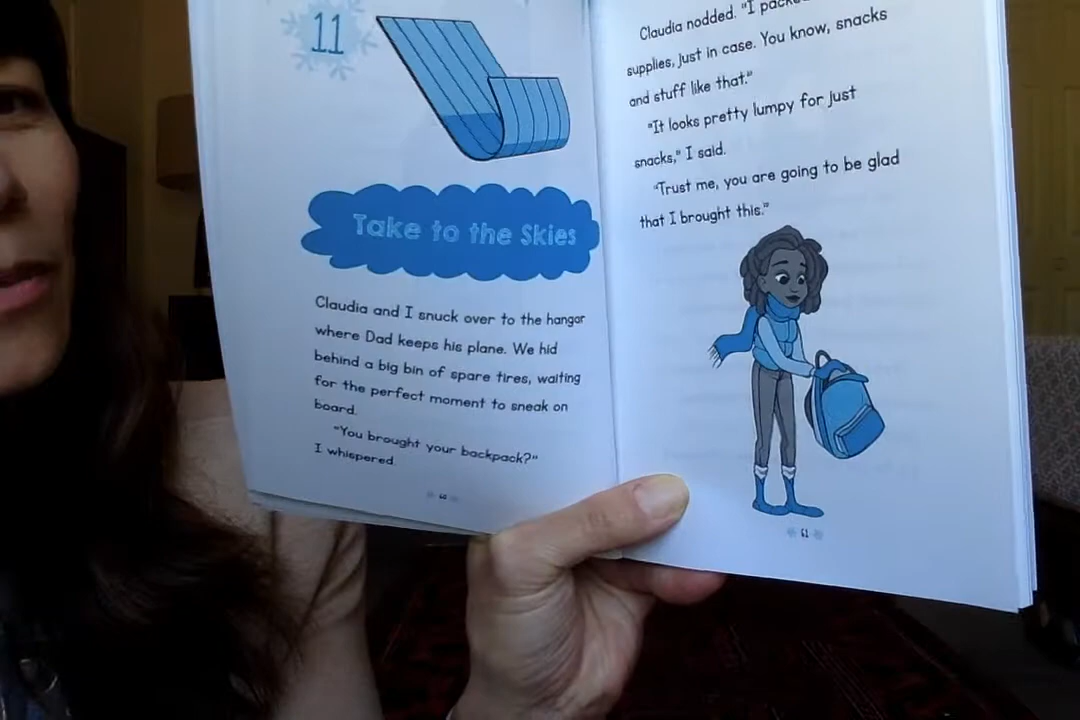 11
Take to the Skies
Claudia and I snuck over to the hangar
where Dad keeps his plane. We hid
behind a big bin of spare tires, waiting
for the perfect moment to sneak on
board.
"You brought your backpack?"
I whispered.
60
Claudia nodded. "I packed
supplies, just in case. You know, snacks
and stuff like that."
"It looks pretty lumpy for just
snacks," I said.
"Trust me, you are going to be glad
that I brought this."
61